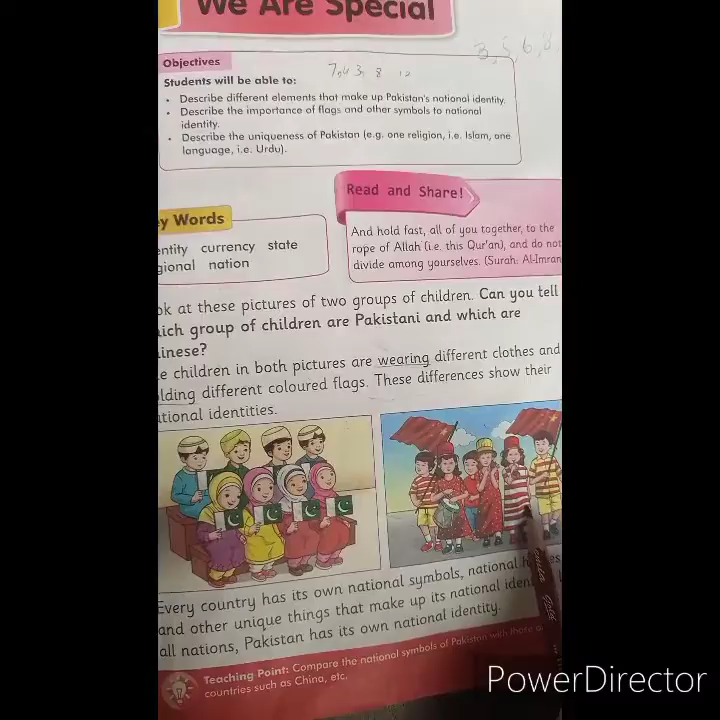 We Are Special
Objectives
3, 5 6, 8,
7, 4 3, 8 10
Students will be able to:
• Describe different elements that make up Pakistan's national identity.
• Describe the importance of flags and other symbols to national
identity.
• Describe the uniqueness of Pakistan (e.g. one religion, i.e. Islam, one
language, i.e. Urdu).
Read and Share!
ey Words
entity currency state
gional nation
And hold fast, all of you together, to the
rope of Allah (i.e. this Qur'an), and do not
divide among yourselves. (Surah: Al-Imran
ok at these pictures of two groups of children. Can you tell
ich group of children are Pakistani and which are
inese?
e children in both pictures are wearing different clothes and
lding different coloured flags. These differences show their
tional identities.
Every country has its own national symbols, national h es
and other unique things that make up its national iden
all nations, Pakistan has its own national identity.
Teaching Point: Compare the national symbols of Pakistan with those o
countries such as China, etc.
PowerDirector